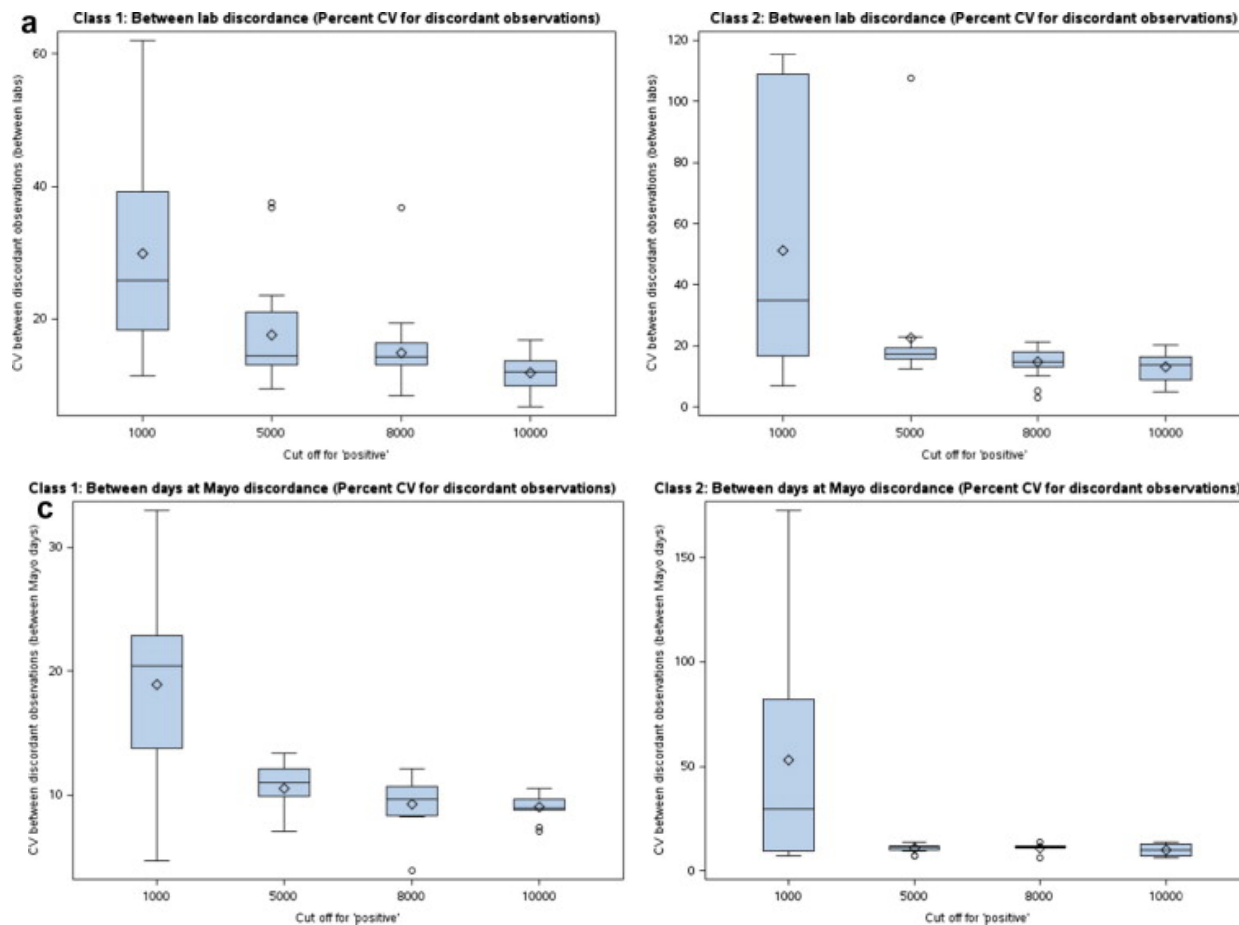 a
Class 1: Between lab discordance (Percent CV for discordant observations)
CV between discordant observations (between labs)
60
40
20
1000 5000 8000 10000
Cut off for 'positive'
Class 2: Between lab discordance (Percent CV for discordant observations)
CV between discordant observations (between labs)
120
100
80
60
40
20
0
1000 5000 8000 10000
Cut off for 'positive'
Class 1: Between days at Mayo discordance (Percent CV for discordant observations)
c
CV between discordant observations (between Mayo days)
30
20
10
1000 5000 8000 10000
Cut off for 'positive'
Class 2: Between days at Mayo discordance (Percent CV for discordant observations)
CV between discordant observations (between Mayo days)
150
100
50
0
1000 5000 8000 10000
Cut off for 'positive'